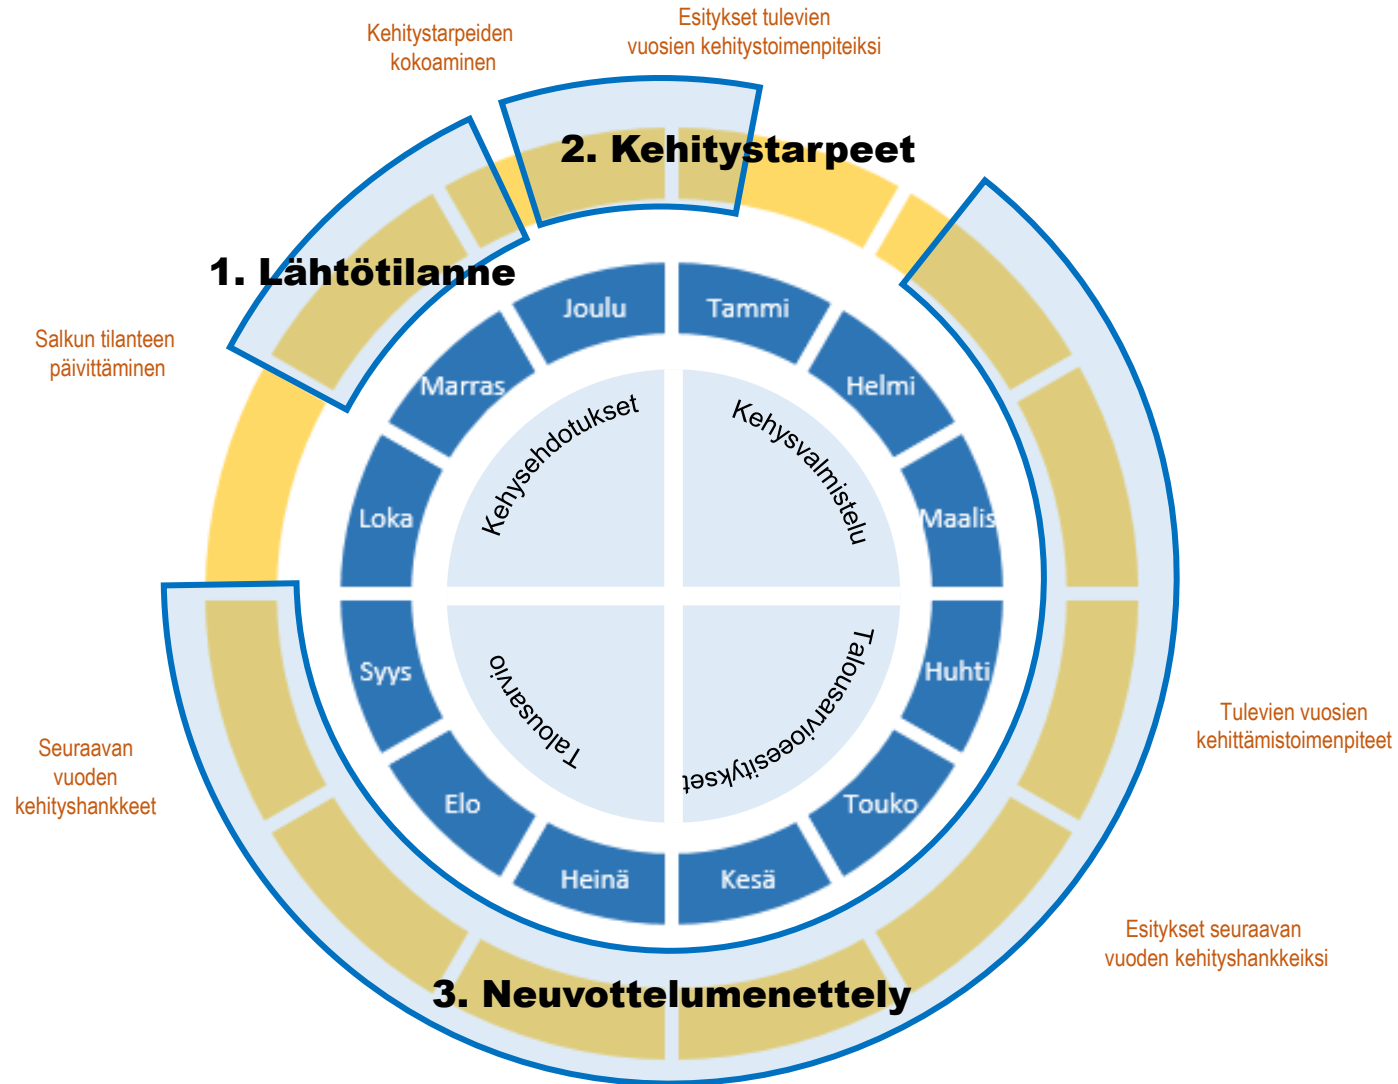 Esitykset tulevien
vuosien kehitystoimenpiteiksi
Kehitystarpeiden
kokoaminen
2. Kehitystarpeet
1. Lähtötilanne
Salkun tilanteen
päivittäminen
Joulu
Tammi
Marras
Helmi
Loka
Maalis
Syys
Huhti
Elo
Touko
Heinä
Kesä
Kehysehdotukset
Kehysvalmistelu
Talousarvio
Talousarvioeesitykset
Tulevien vuosien
kehittämistoimenpiteet
Seuraavan
vuoden
kehityshankkeet
Esitykset seuraavan
vuoden kehityshankkeiksi
3. Neuvottelumenettely